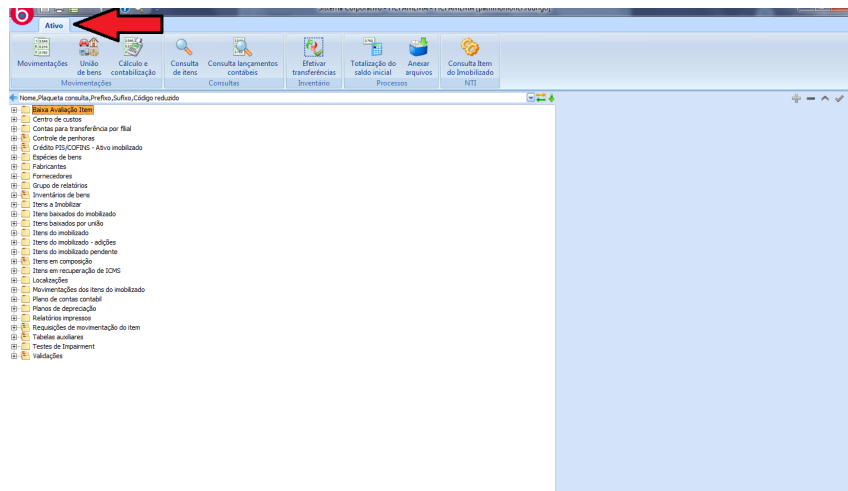 Ativo
Movimentações
União de bens
Cálculo e contabilização
Consulta de itens
Consulta lançamentos contábeis
Efetivar transferências
Totalização do saldo inicial
Anexar arquivos
Consulta Item do Imobilizado
Movimentações
Consultas
Inventário
Processos
NTI
Nome,Plaqueta consulta,Prefixo,Sufixo,Código reduzido
Baixa Avaliação Item
Centro de custos
Contas para transferência por filial
Controle de penhoras
Crédito PIS/COFINS - Ativo imobilizado
Espécies de bens
Fabricantes
Fornecedores
Grupo de relatórios
Inventários de bens
Itens a Imobilizar
Itens baixados do imobilizado
Itens baixados por união
Itens do imobilizado
Itens do imobilizado - adições
Itens do imobilizado pendente
Itens em composição
Itens em recuperação de ICMS
Localizações
Movimentações dos itens do imobilizado
Plano de contas contabil
Planos de depreciação
Relatórios impressos
Requisições de movimentação do item
Tabelas auxiliares
Testes de Impairment
Validações